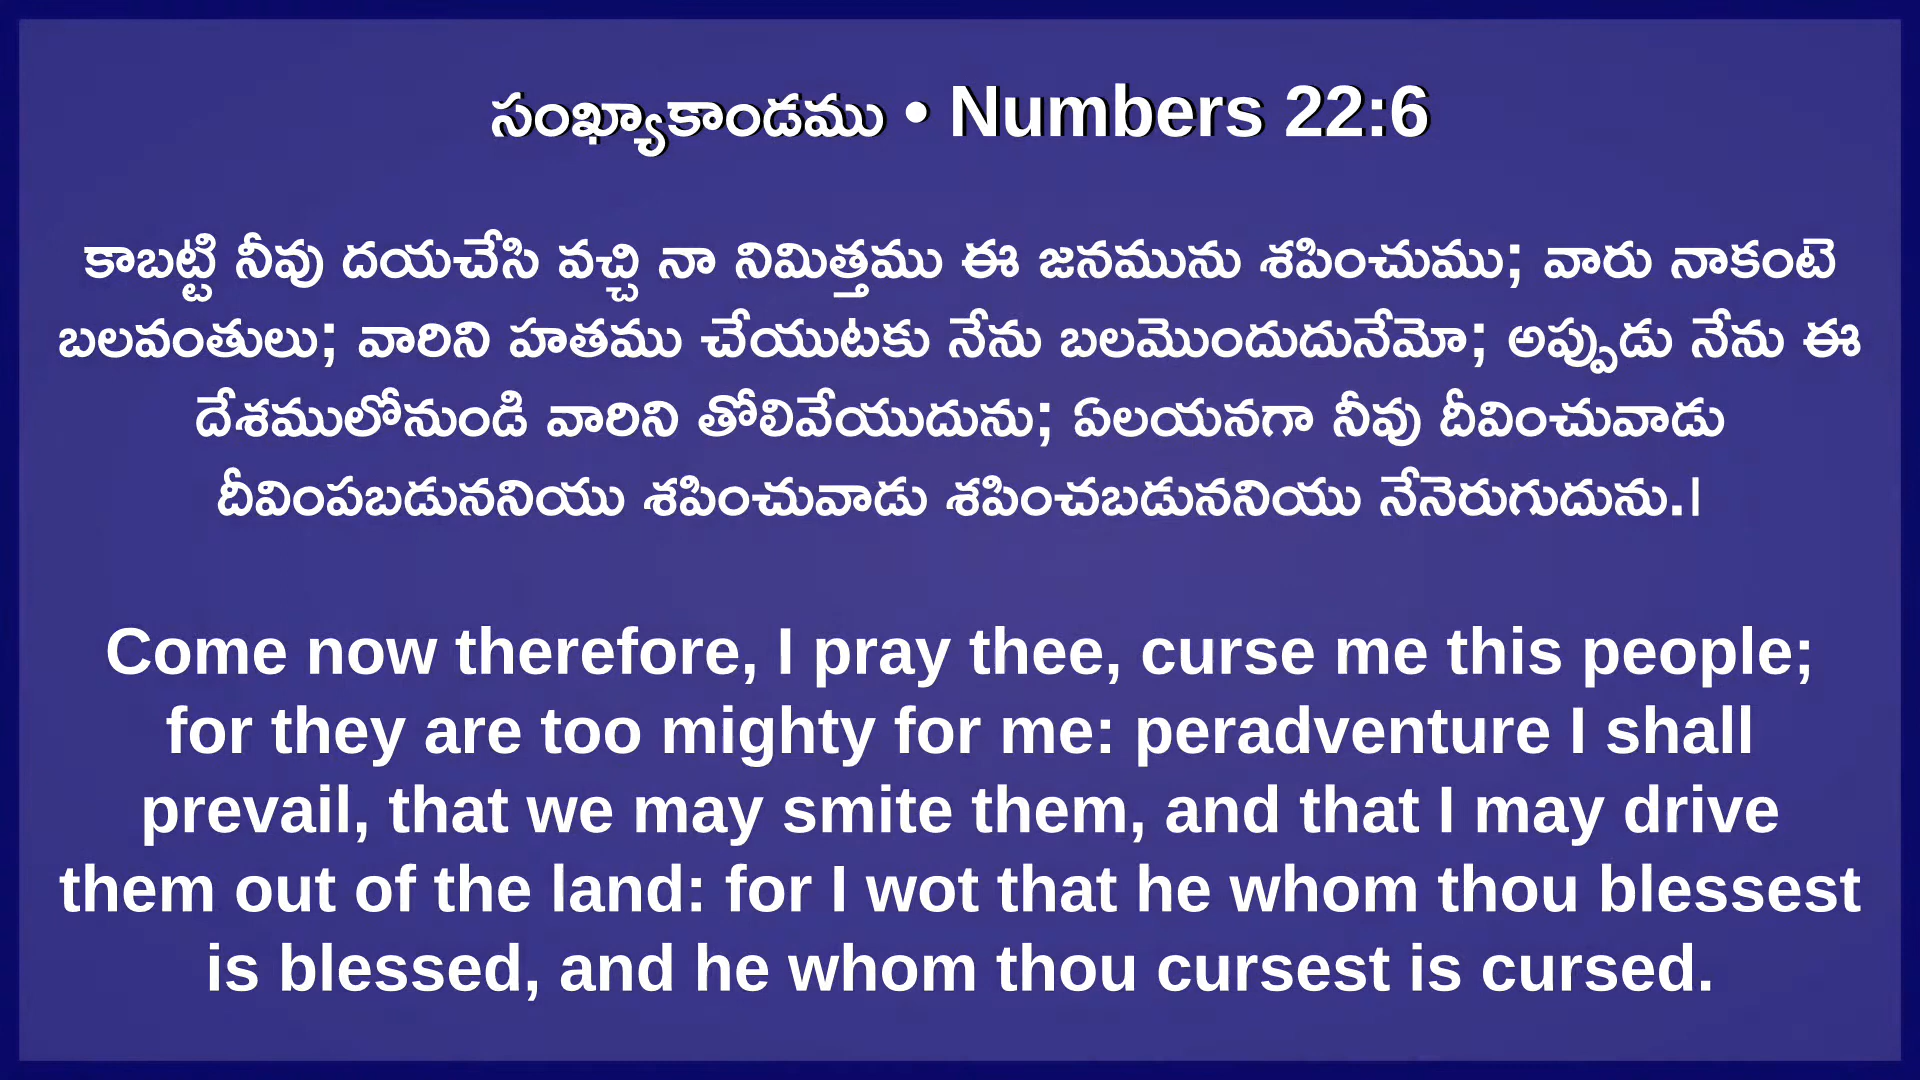 సంఖ్యాకాండము • Numbers 22:6
కాబట్టి నీవు దయచేసి వచ్చి నా నిమిత్తము ఈ జనమును శపించుము; వారు నాకంటె
బలవంతులు; వారిని హతము చేయుటకు నేను బలమొందుదునేమో; అప్పుడు నేను ఈ
దేశములోనుండి వారిని తోలివేయుదును; ఏలయనగా నీవు దీవించువాడు
దీవింపబడుననియు శపించువాడు శపించబడుననియు నేనెరుగుదును.|
Come now therefore, I pray thee, curse me this people;
for they are too mighty for me: peradventure I shall
prevail, that we may smite them, and that I may drive
them out of the land: for I wot that he whom thou blessest
is blessed, and he whom thou cursest is cursed.